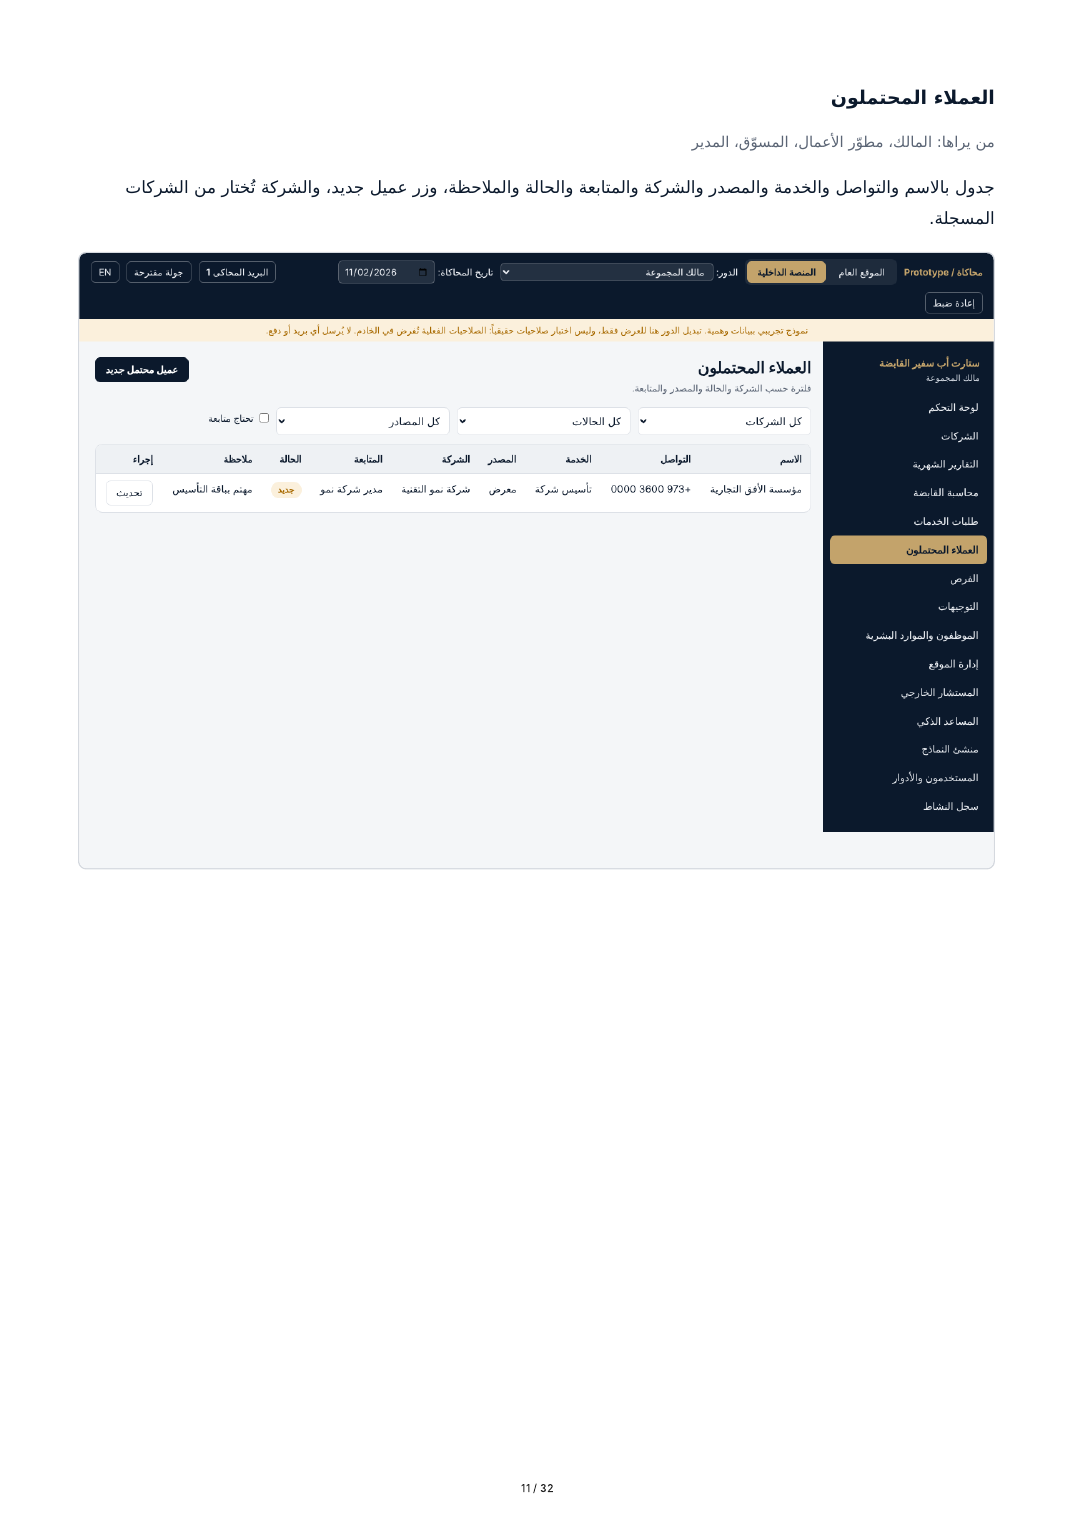 العملاء المحتملون
من يراها: المالك، مطوّر الأعمال، المسوّق، المدير
جدول بالاسم والتواصل والخدمة والمصدر والشركة والمتابعة والحالة والملاحظة، وزر عميل جديد، والشركة تُختار من الشركات
المسجلة.
محاكاة / Prototype الموقع العام المنصة الداخلية الدور: مالك المجموعة تاريخ المحاكاة: 11/02/2026 البريد المحاكى 1 جولة مقترحة EN
إعادة ضبط
نموذج تجريبي ببيانات وهمية. تبديل الدور هنا للعرض فقط، وليس اختبار صلاحيات حقيقياً؛ الصلاحيات الفعلية تُفرض في الخادم. لا يُرسل أي بريد أو دفع.
ستارت أب سفير القابضة
مالك المجموعة
لوحة التحكم
الشركات
التقارير الشهرية
محاسبة القابضة
طلبات الخدمات
العملاء المحتملون
الفرص
التوجيهات
الموظفون والموارد البشرية
إدارة الموقع
المستشار الخارجي
المساعد الذكي
منشئ النماذج
المستخدمون والأدوار
سجل النشاط
العملاء المحتملون
عميل محتمل جديد
فلترة حسب الشركة والحالة والمصدر والمتابعة.
كل الشركات كل الحالات كل المصادر تحتاج متابعة
الاسم التواصل الخدمة المصدر الشركة المتابعة الحالة ملاحظة إجراء
مؤسسة الأفق التجارية +973 3600 0000 تأسيس شركة معرض شركة نمو التقنية مدير شركة نمو جديد مهتم بباقة التأسيس تحديث
11 / 32